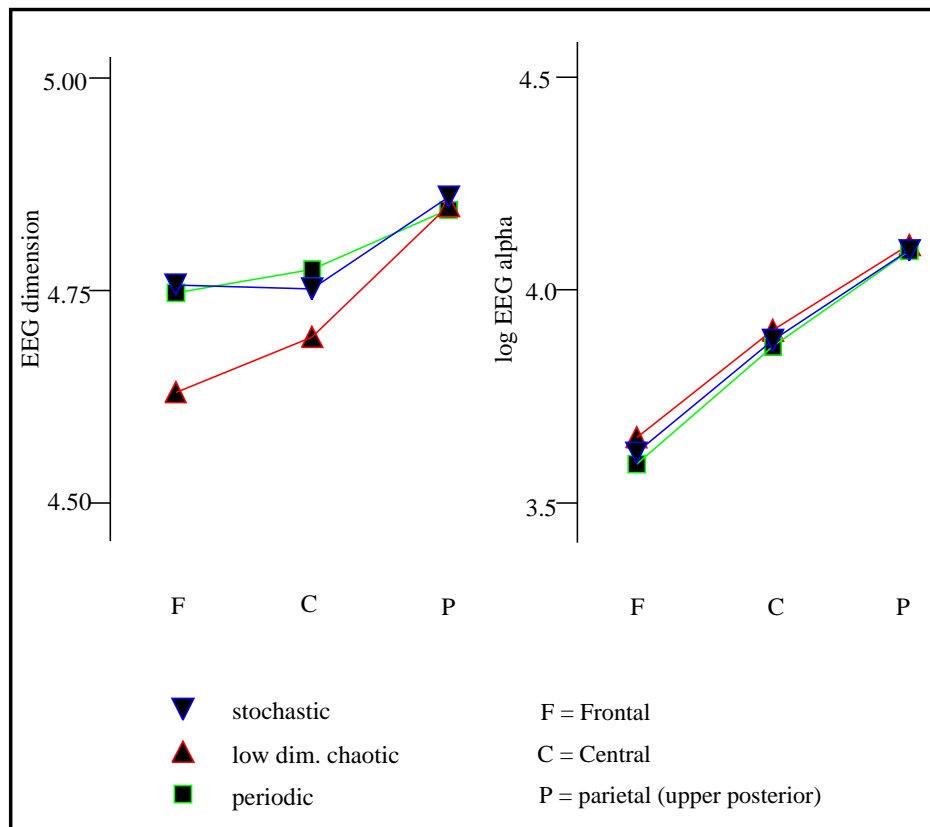 5.00
4.75
4.50
EEG dimension
F C P
4.5
4.0
3.5
log EEG alpha
F C P
stochastic
low dim. chaotic
periodic
F = Frontal
C = Central
P = parietal (upper posterior)